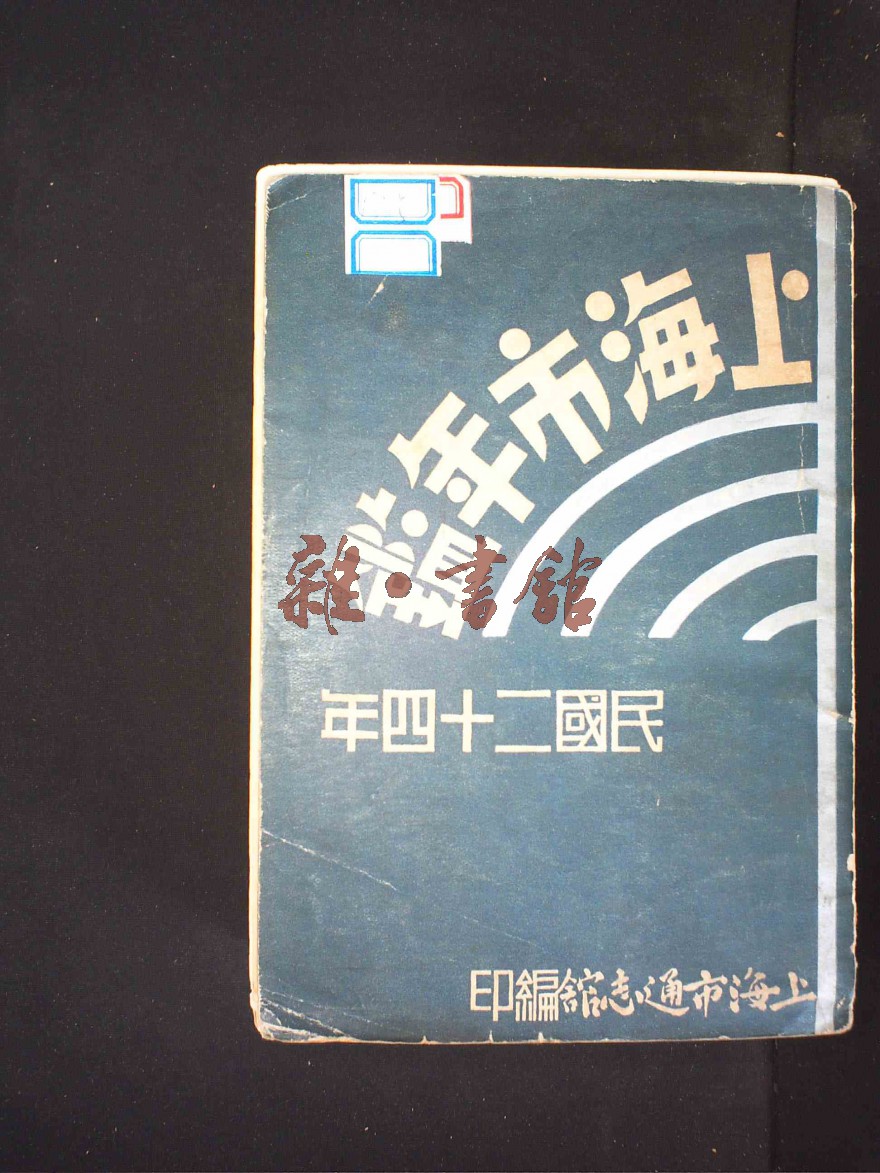 上海市年鑑
雜·書館
民國二十四年
上海市通志館編印